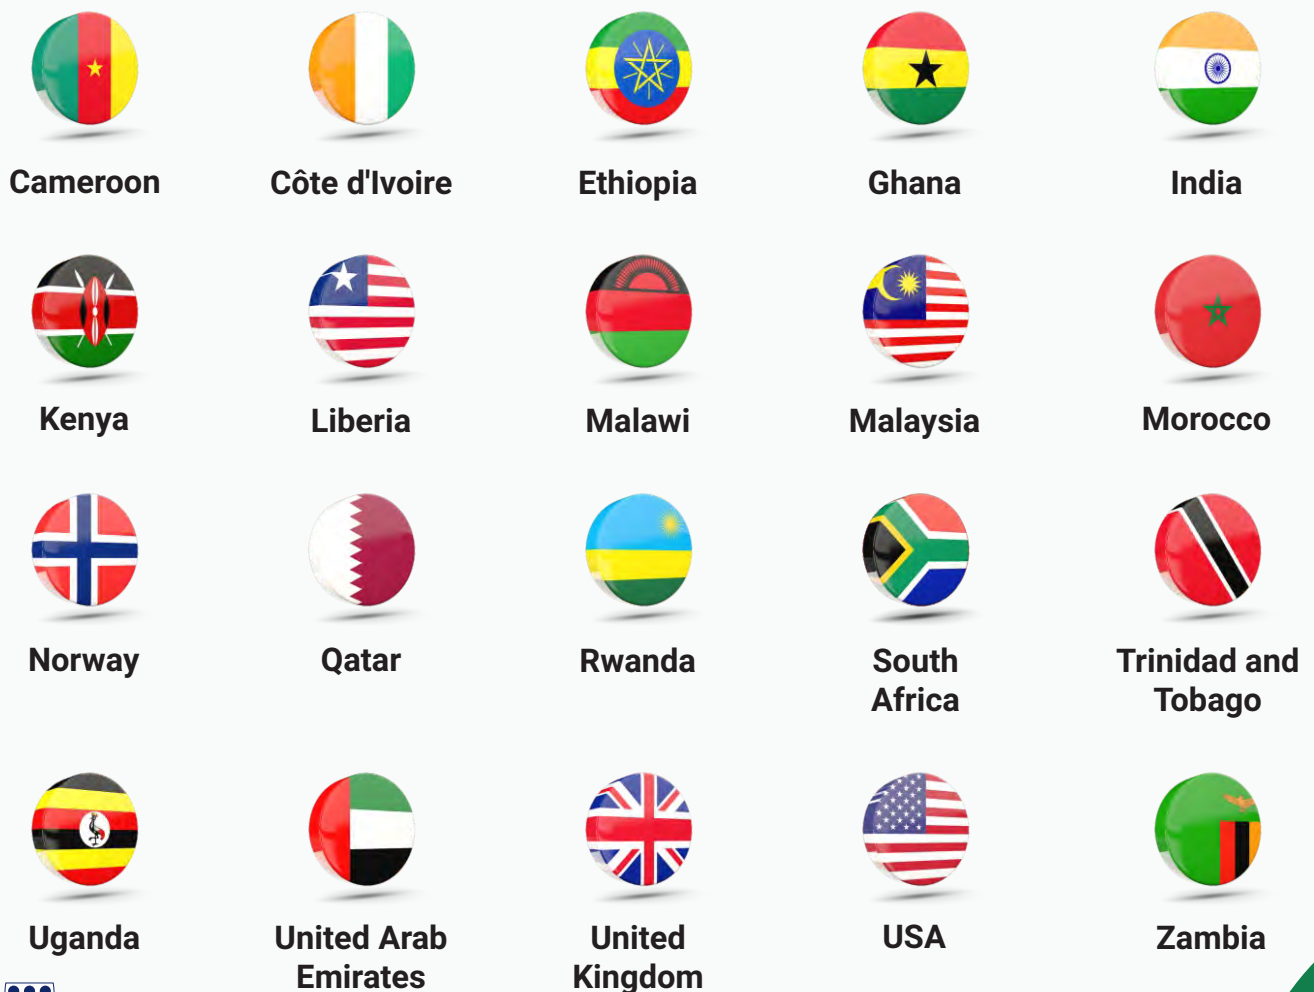 Cameroon
Côte d'Ivoire
Ethiopia
Ghana
India
Kenya
Liberia
Malawi
Malaysia
Morocco
Norway
Qatar
Rwanda
South
Africa
Trinidad and
Tobago
Uganda
United Arab
Emirates
United
Kingdom
USA
Zambia